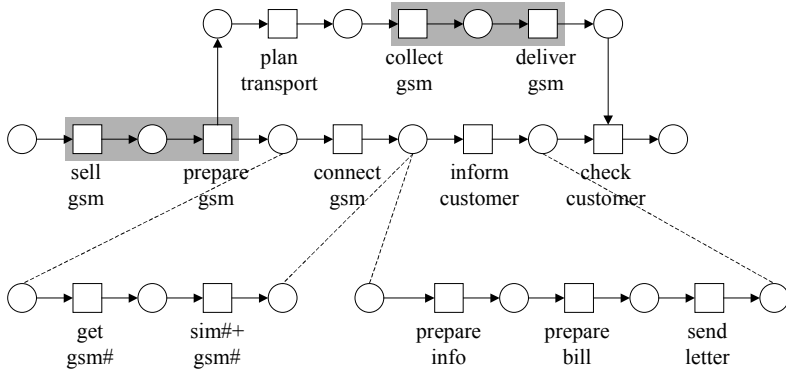 plan
transport
collect
gsm
deliver
gsm
sell
gsm
prepare
gsm
connect
gsm
inform
customer
check
customer
get
gsm#
sim#+
gsm#
prepare
info
prepare
bill
send
letter